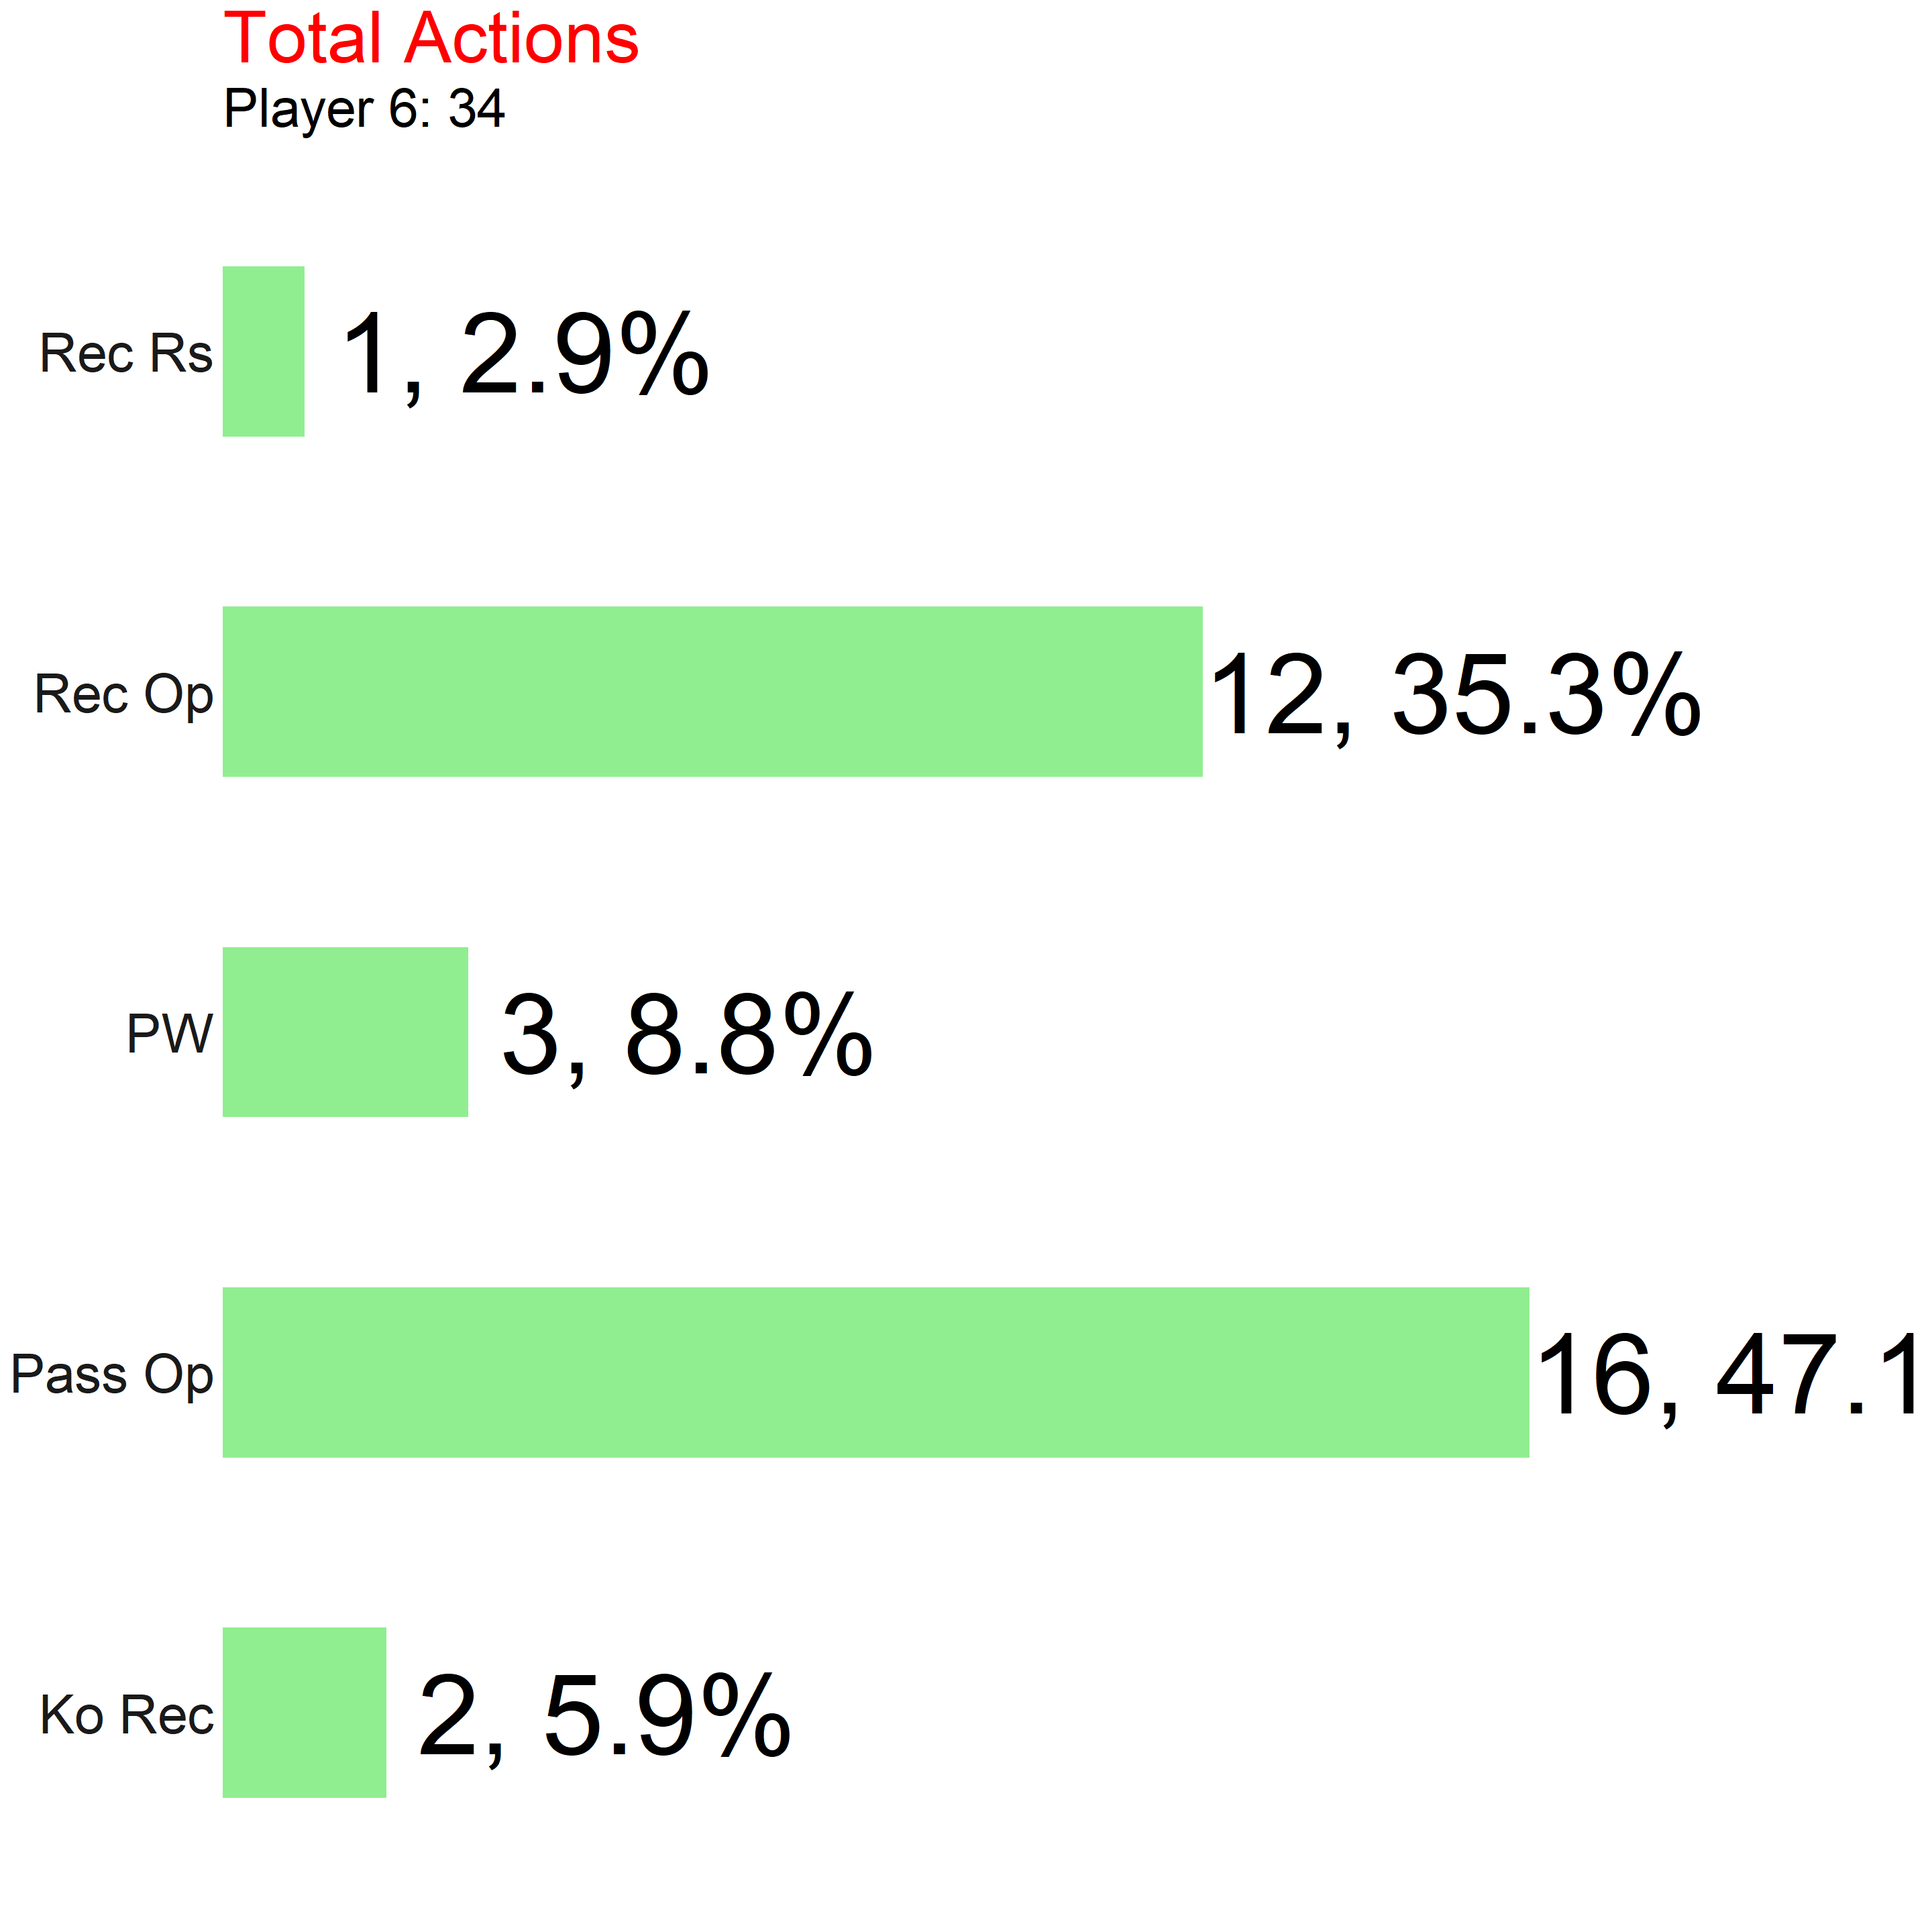 Total Actions
Player 6: 34
Rec Rs 1, 2.9%
Rec Op 12, 35.3%
PW 3, 8.8%
Pass Op 16, 47.1
Ko Rec 2, 5.9%